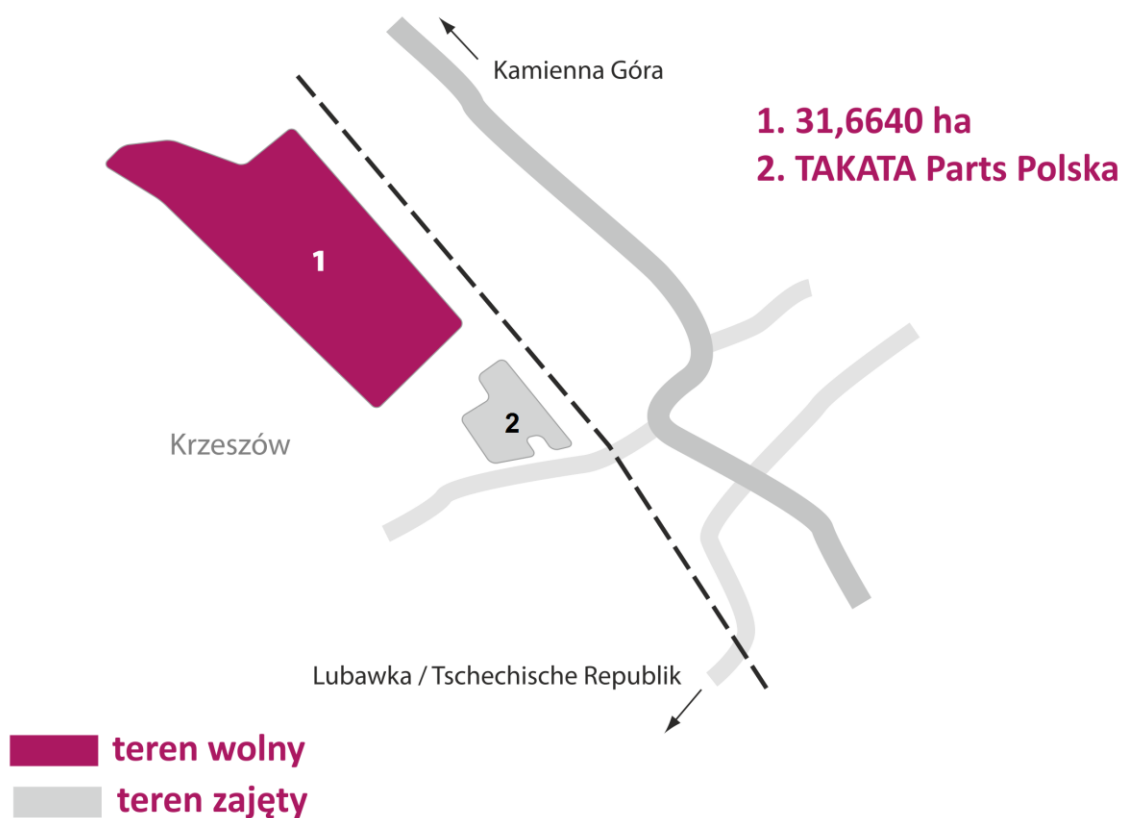 Kamienna Góra
1. 31,6640 ha
2. TAKATA Parts Polska
1
2
Krzeszów
Lubawka / Tschechische Republik
teren wolny
teren zajęty